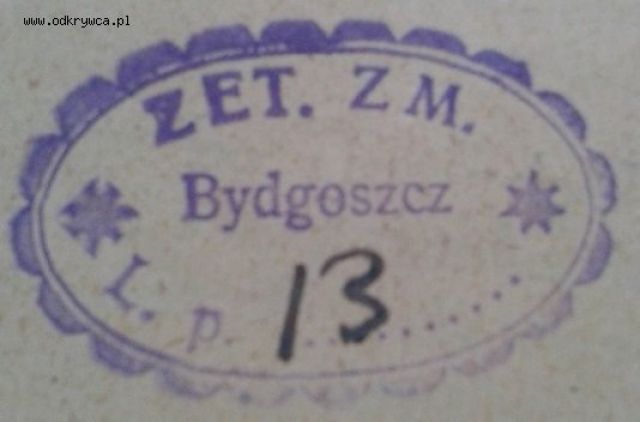 www.odkrywca.pl
ZET. ZM.
Bydgoszcz
L. p. 13